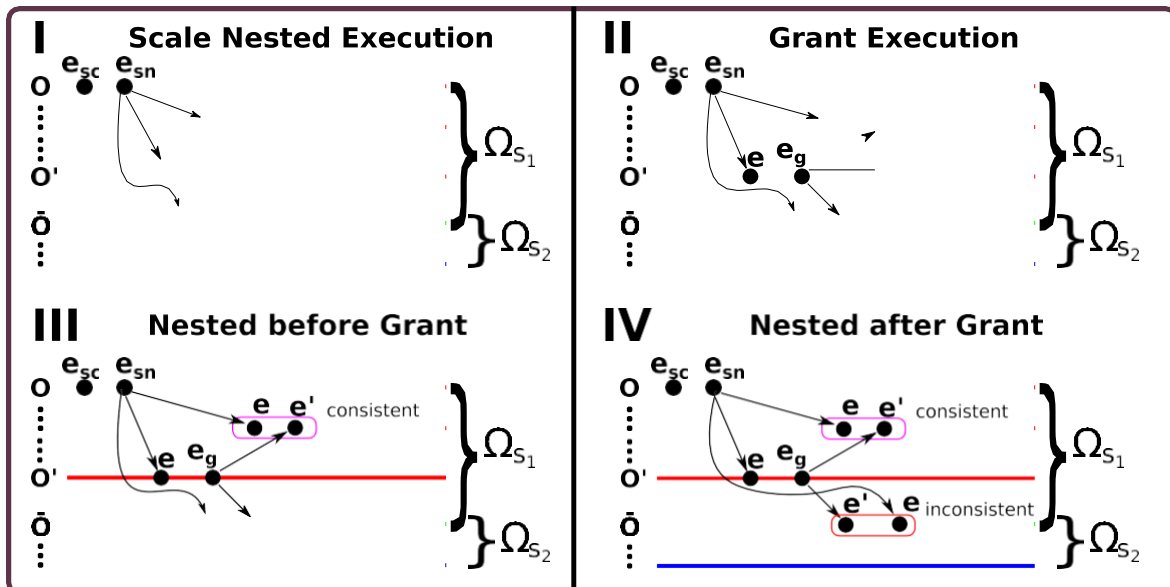 I Scale Nested Execution
e_sc e_sn
O
O'
Ō
Ω_S1
Ω_S2
II Grant Execution
e_sc e_sn
O
e e_g
O'
Ō
Ω_S1
Ω_S2
III Nested before Grant
e_sc e_sn
O
e e' consistent
e e_g
O'
Ō
Ω_S1
Ω_S2
IV Nested after Grant
e_sc e_sn
O
e e' consistent
e e_g
O'
e' e inconsistent
Ō
Ω_S1
Ω_S2